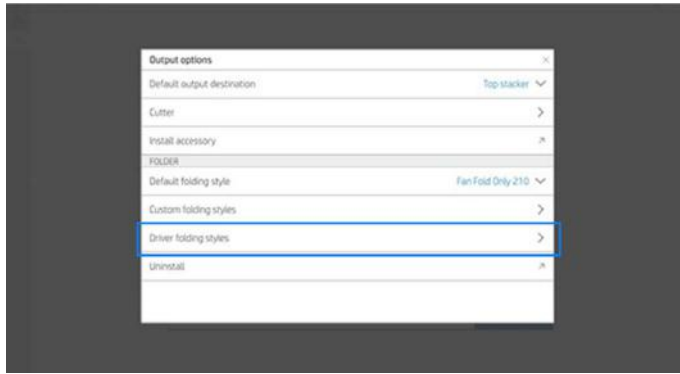 Output options
Default output destination Top stacker
Cutter
Install accessory
FOLDER
Default folding style Fan Fold Only 210
Custom folding styles
Driver folding styles
Uninstall